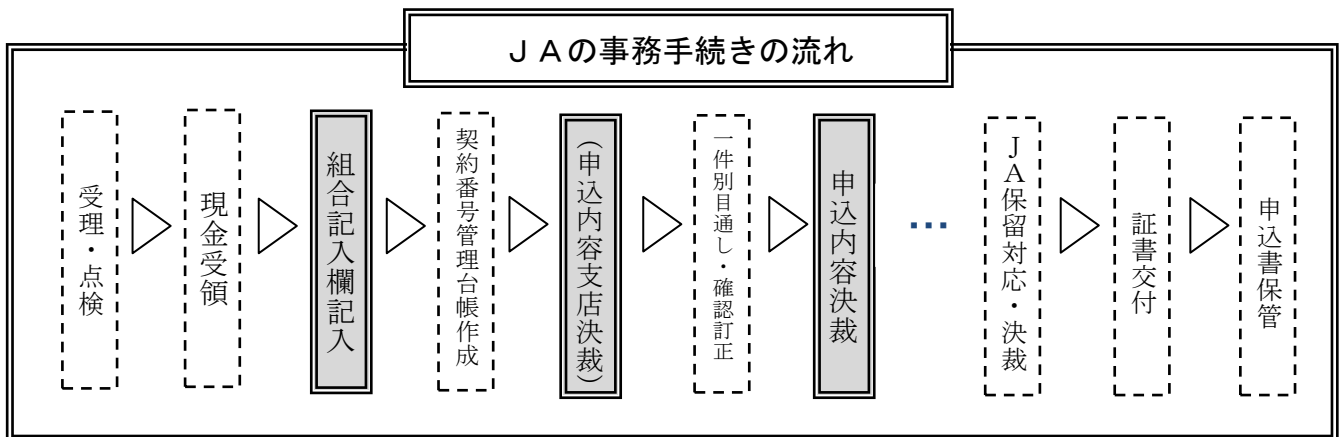 ＪＡの事務手続きの流れ
受理・点検
現金受領
組合記入欄記入
契約番号管理台帳作成
（申込内容支店決裁）
一件別目通し・確認訂正
申込内容決裁
…
ＪＡ保留対応・決裁
証書交付
申込書保管